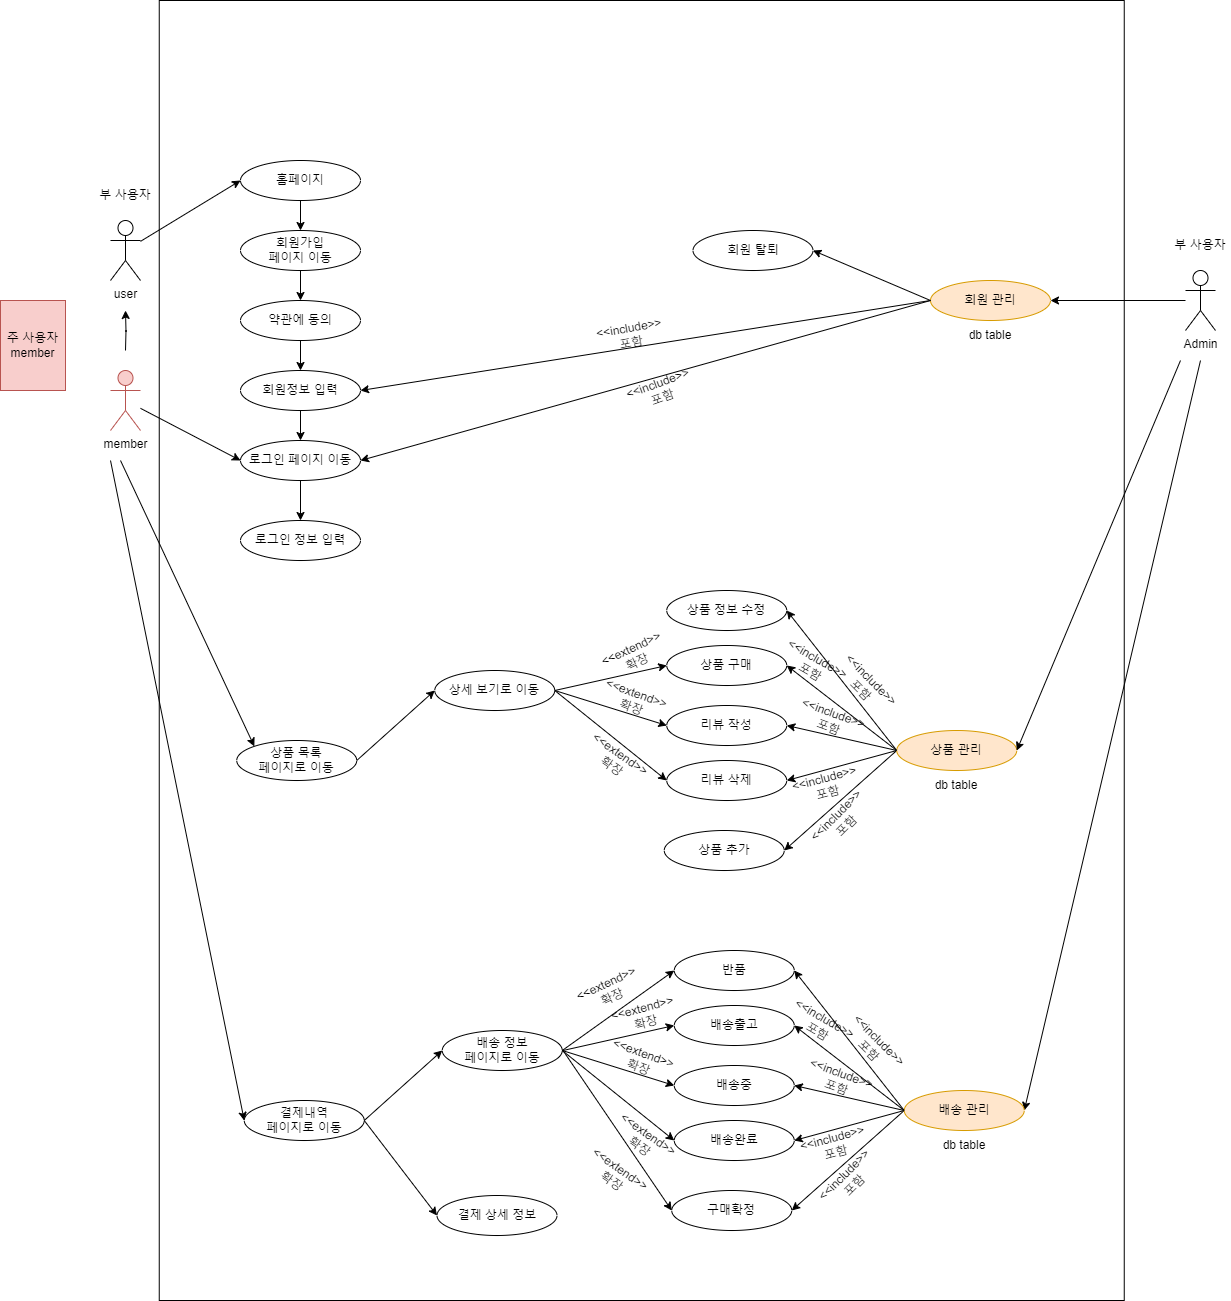 홈페이지
부 사용자
user
회원가입
페이지 이동
회원 탈퇴
부 사용자
회원 관리
db table
Admin
약관에 동의
<<include>>
포함
주 사용자
member
member
회원정보 입력
<<include>>
포함
로그인 페이지 이동
로그인 정보 입력
상품 정보 수정
<<extend>>
확장
상품 구매
<<include>>
포함
<<include>>
포함
상세 보기로 이동
<<extend>>
확장
리뷰 작성
<<include>>
포함
상품 목록
페이지로 이동
<<extend>>
확장
리뷰 삭제
<<include>>
포함
상품 관리
db table
<<include>>
포함
상품 추가
반품
<<extend>>
확장
<<extend>>
확장
배송출고
<<include>>
포함
<<include>>
포함
배송 정보
페이지로 이동
<<extend>>
확장
배송중
<<include>>
포함
결제내역
페이지로 이동
<<extend>>
확장
배송완료
<<include>>
포함
배송 관리
db table
<<extend>>
확장
<<include>>
포함
구매확정
결제 상세 정보